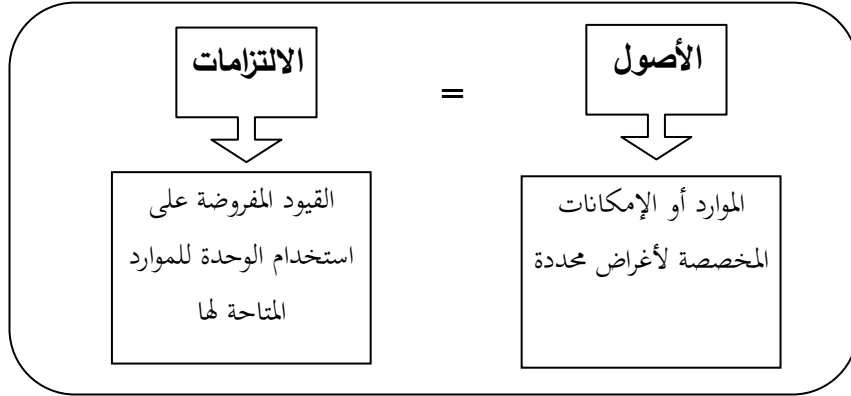 الأصول
=
الالتزامات
الموارد أو الإمكانات
المخصصة لأغراض محددة
القيود المفروضة على
استخدام الوحدة للموارد
المتاحة لها